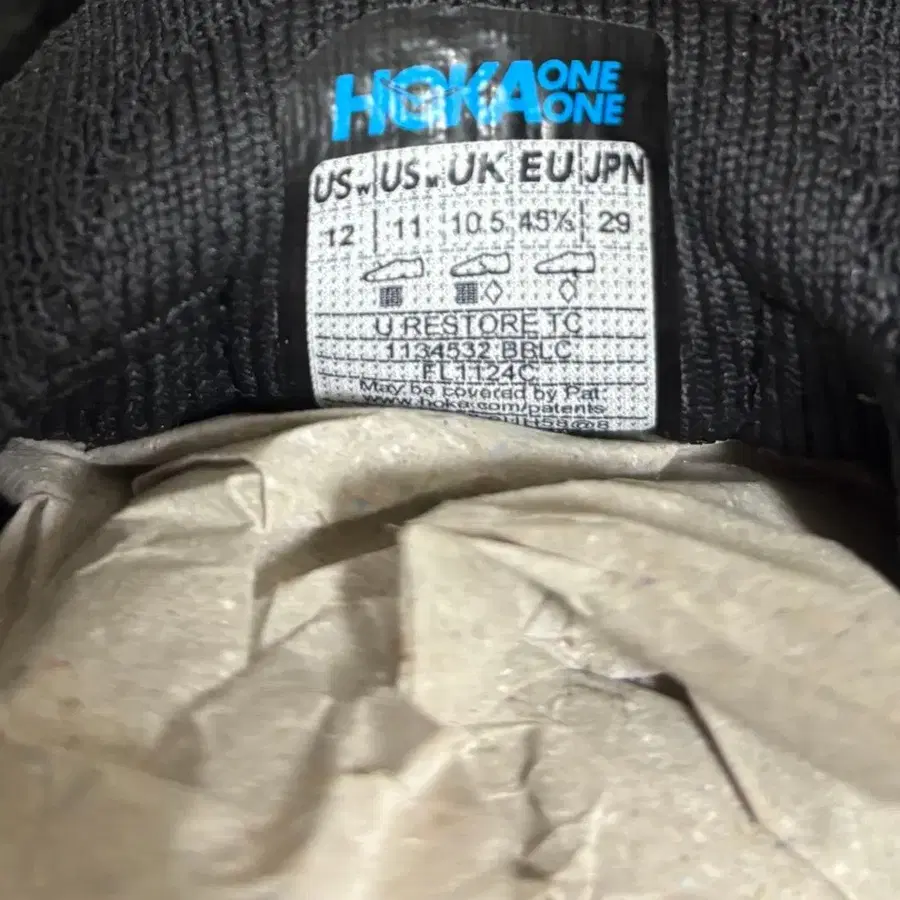 HOKA ONE ONE
US W US M UK EU JPN
12 11 10.5 45⅓ 29
U RESTORE TC
1134532 BBLC
FL1124C
May be covered by Pat.
www.hoka.com/patents